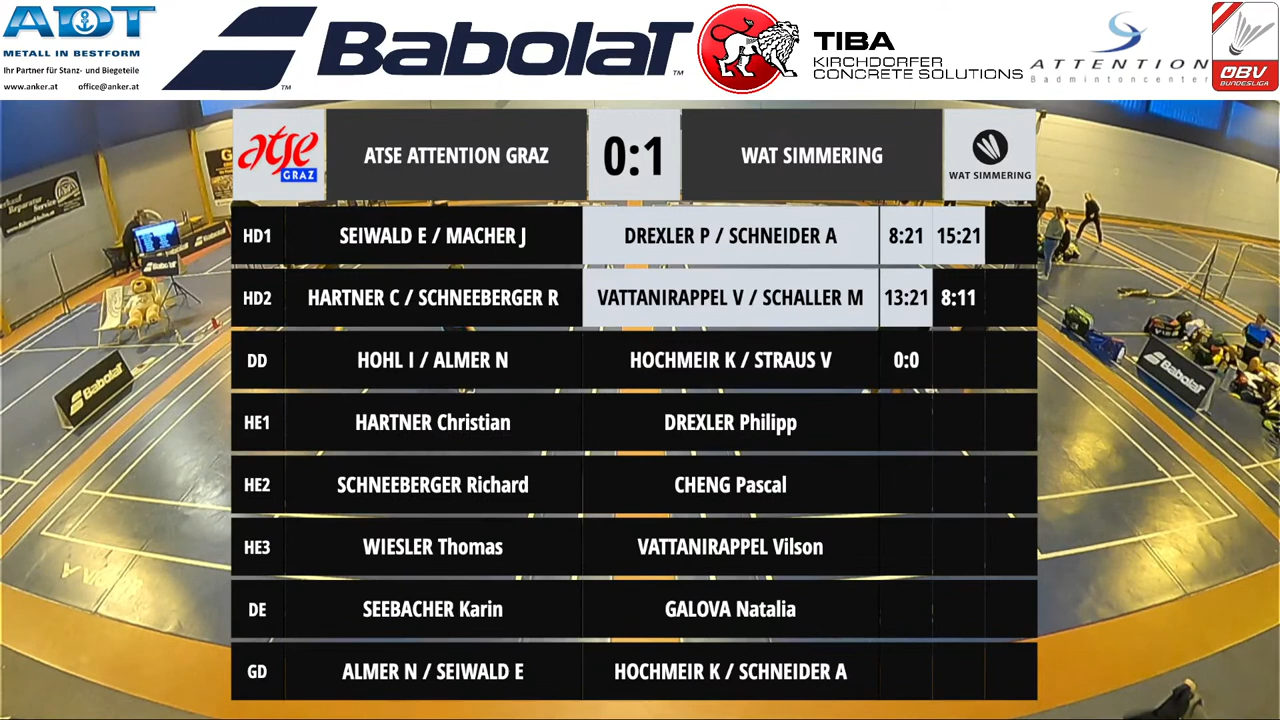 ADT
METALL IN BESTFORM
Ihr Partner für Stanz- und Biegeteile
www.anker.at office@anker.at
BabolaT™
TIBA
KIRCHDORFER
CONCRETE SOLUTIONS
ATTENTION
Badmintoncenter
ÖBV
BUNDESLIGA
atse
GRAZ
ATSE ATTENTION GRAZ 0:1 WAT SIMMERING
WAT SIMMERING
HD1 SEIWALD E / MACHER J DREXLER P / SCHNEIDER A 8:21 15:21
HD2 HARTNER C / SCHNEEBERGER R VATTANIRAPPEL V / SCHALLER M 13:21 8:11
DD HOHL I / ALMER N HOCHMEIR K / STRAUS V 0:0
HE1 HARTNER Christian DREXLER Philipp
HE2 SCHNEEBERGER Richard CHENG Pascal
HE3 WIESLER Thomas VATTANIRAPPEL Vilson
DE SEEBACHER Karin GALOVA Natalia
GD ALMER N / SEIWALD E HOCHMEIR K / SCHNEIDER A
Babolat
Babolat